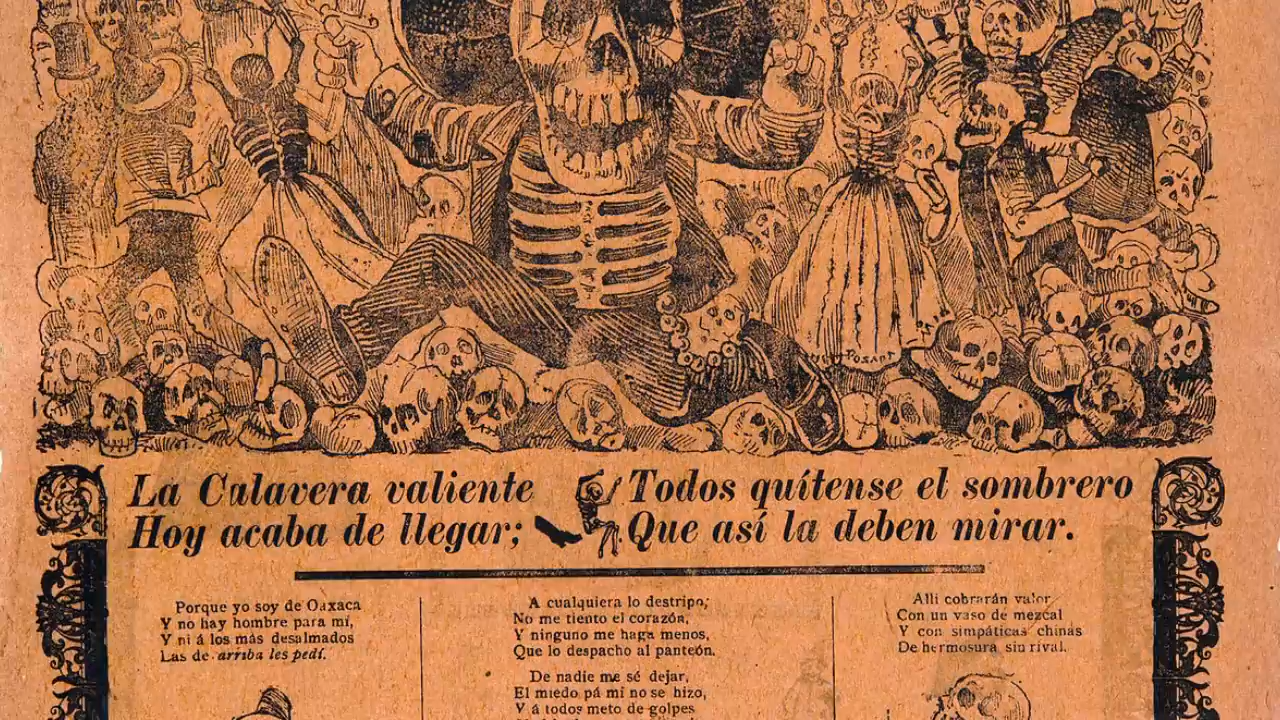 POSADA
La Calavera valiente
Hoy acaba de llegar;
Todos quítense el sombrero
Que así la deben mirar.
Porque yo soy de Oaxaca
Y no hay hombre para mí,
Y ni á los más desalmados
Las de arriba les pedí.
A cualquiera lo destripo;
No me tiento el corazón,
Y ninguno me haga menos,
Que lo despacho al panteón.
De nadie me sé dejar,
El miedo pá mi no se hizo,
Y á todos meto de golpes
Alli cobrarán valor
Con un vaso de mezcal
Y con simpáticas chinas
De hermosura sin rival.